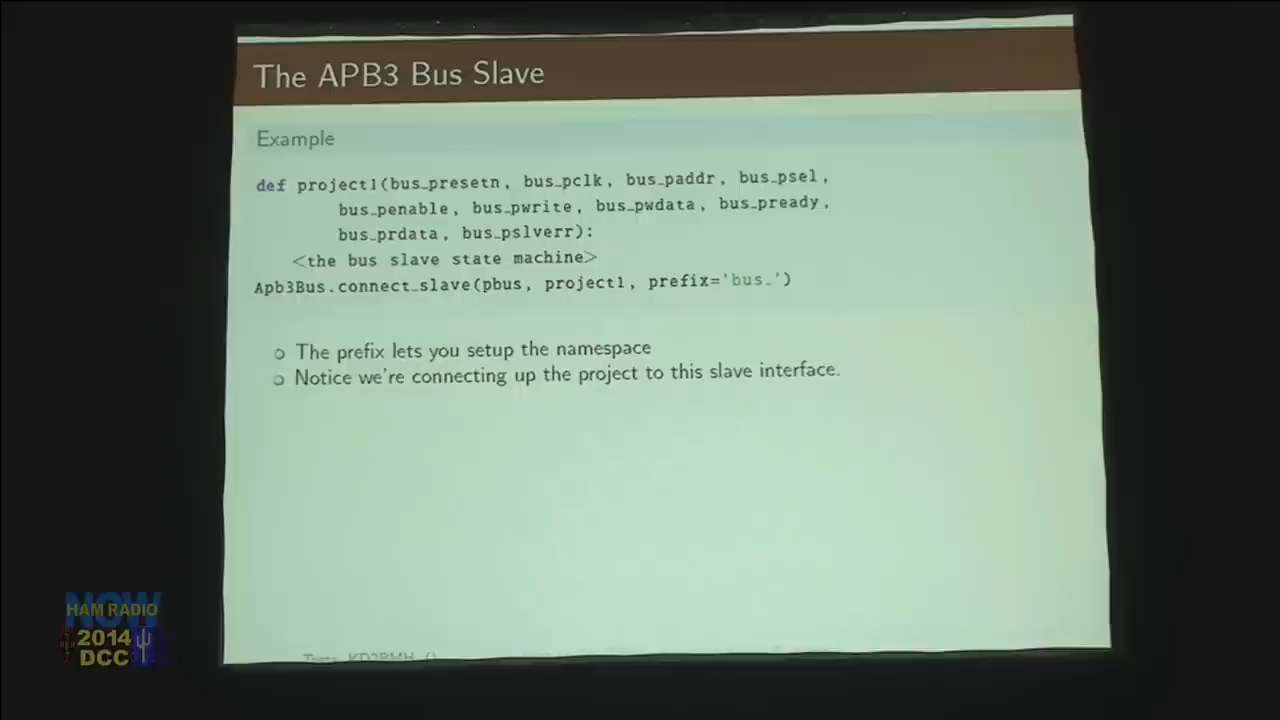 The APB3 Bus Slave
Example
def project1(bus_presetn, bus_pclk, bus_paddr, bus_psel,
bus_penable, bus_pwrite, bus_pwdata, bus_pready,
bus_prdata, bus_pslverr):
<the bus slave state machine>
Apb3Bus.connect_slave(pbus, project1, prefix='bus_')
The prefix lets you setup the namespace
Notice we're connecting up the project to this slave interface.
NOW
HAM RADIO
2014
DCC